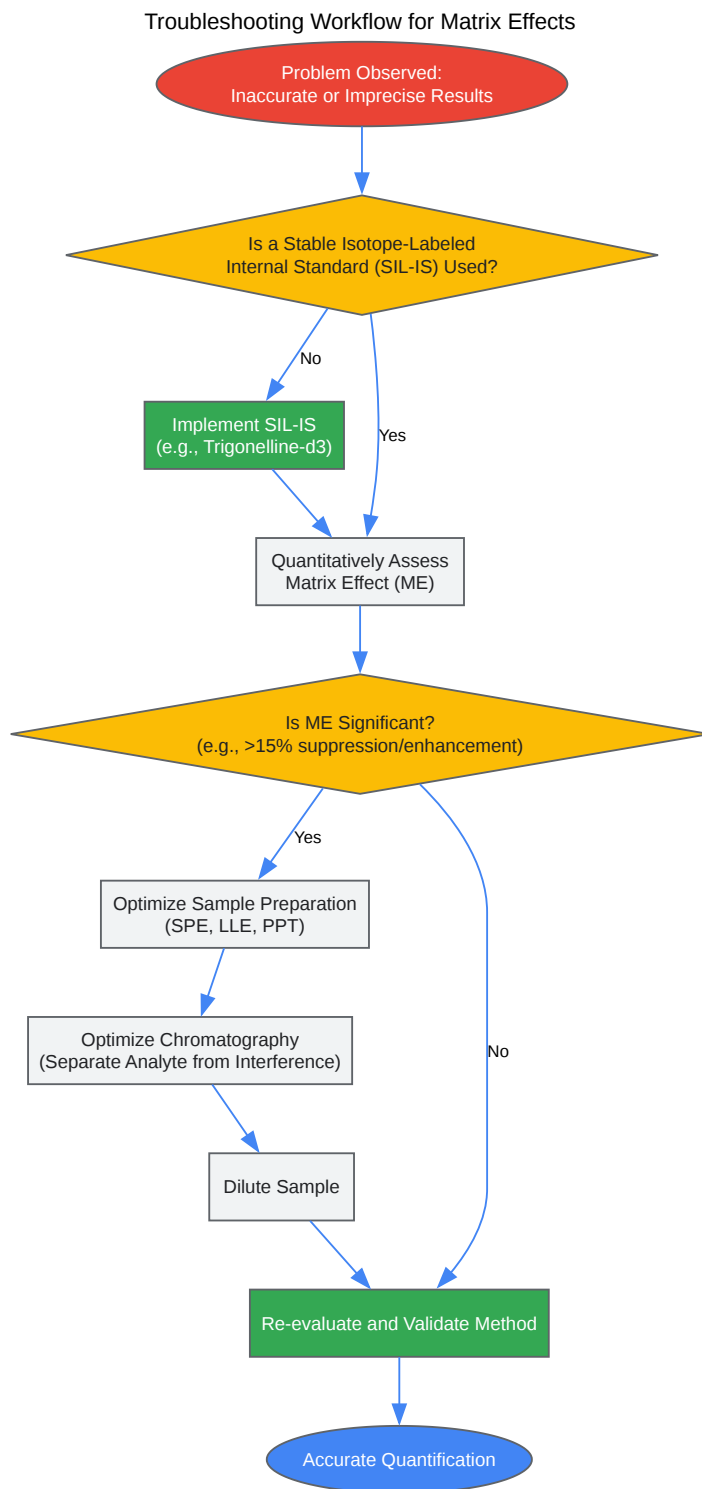 Troubleshooting Workflow for Matrix Effects
Problem Observed:
Inaccurate or Imprecise Results
Is a Stable Isotope-Labeled
Internal Standard (SIL-IS) Used?
No
Implement SIL-IS
(e.g., Trigonelline-d3)
Yes
Quantitatively Assess
Matrix Effect (ME)
Is ME Significant?
(e.g., >15% suppression/enhancement)
Yes
Optimize Sample Preparation
(SPE, LLE, PPT)
Optimize Chromatography
(Separate Analyte from Interference)
No
Dilute Sample
Re-evaluate and Validate Method
Accurate Quantification